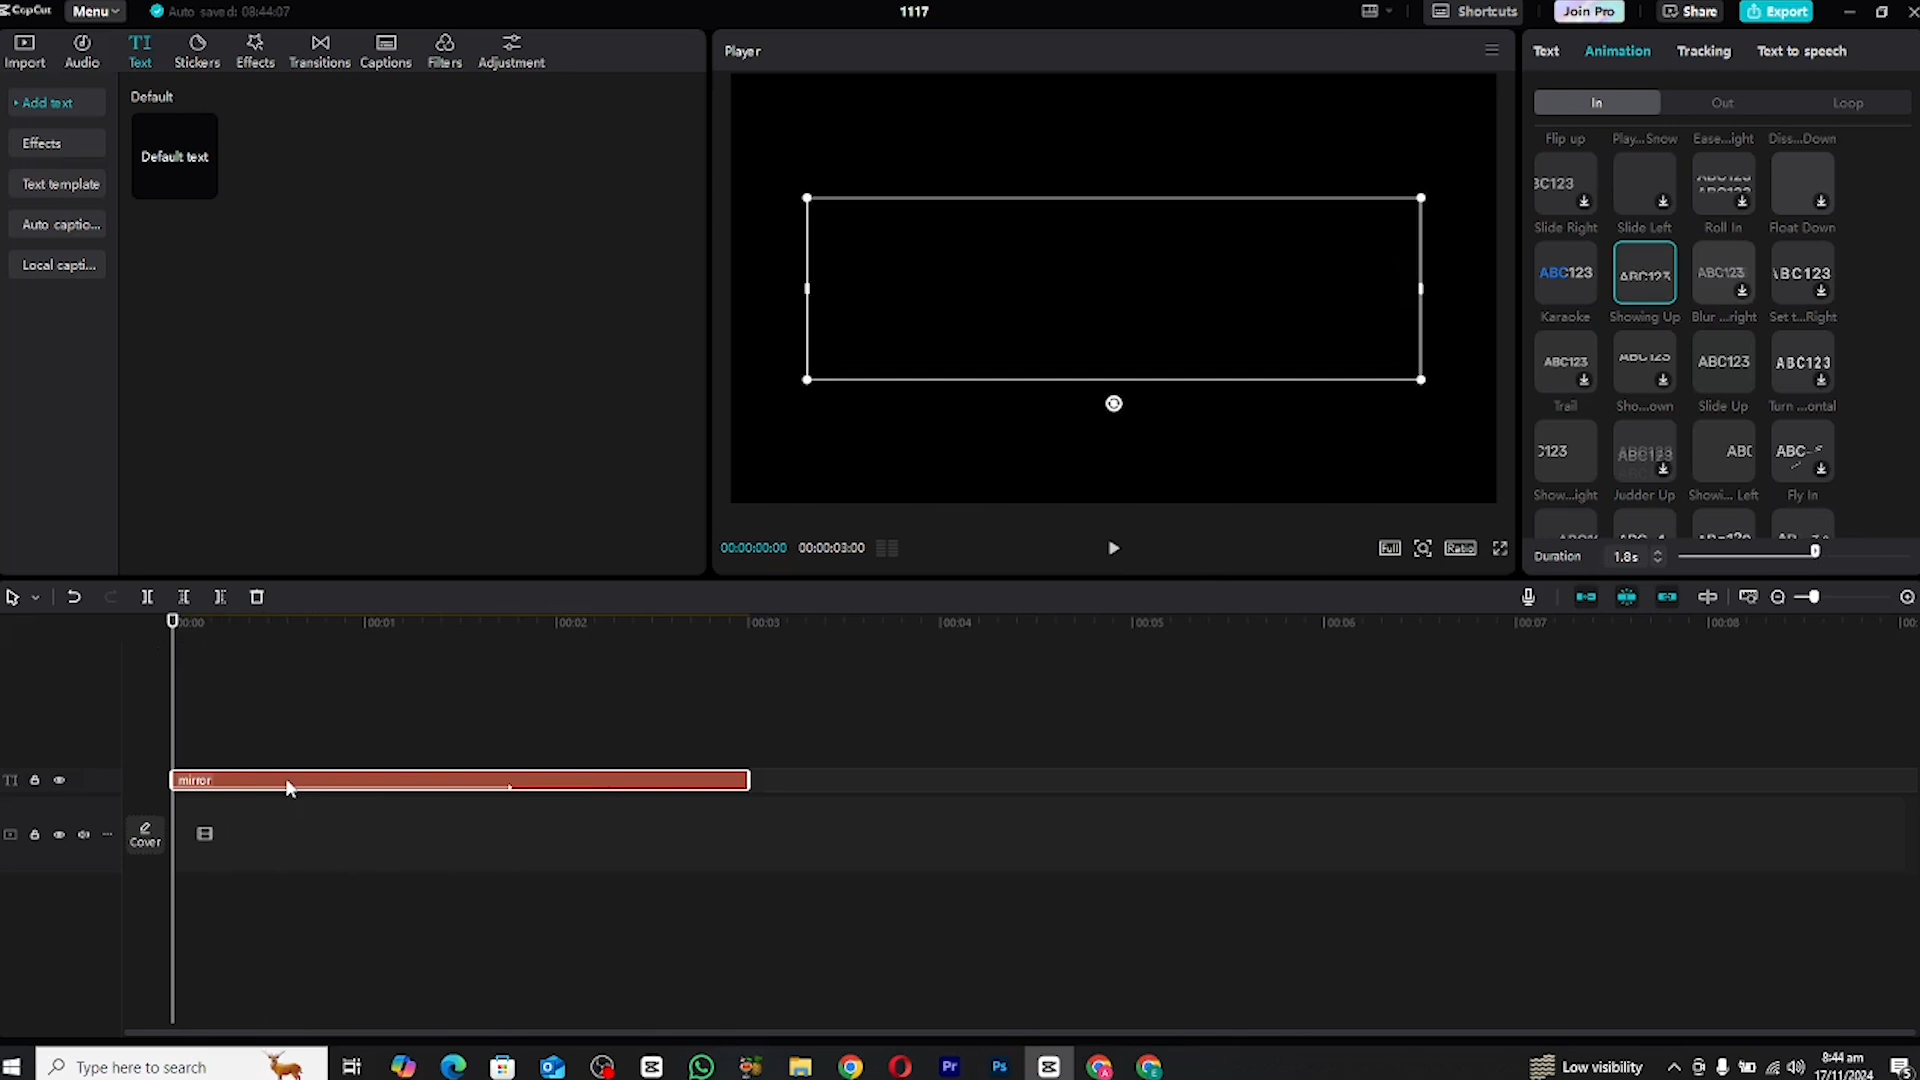 CapCut Menu Auto saved: 08:44:07 1117 Shortcuts Join Pro Share Export
Import Audio Text Stickers Effects Transitions Captions Filters Adjustment
Add text
Effects
Text template
Auto captio...
Local capti...
Default
Default text
Player
00:00:00:00 00:00:03:00
Full Ratio
Text Animation Tracking Text to speech
In Out Loop
Flip up Play...Snow Ease...ight Diss...Down
Slide Right Slide Left Roll In Float Down
ABC123
Karaoke Showing Up Blur ...right Set t...Right
ABC123
Trail Sho...own Slide Up Turn ...ontal
Show...ight Judder Up Showi... Left Fly In
Duration 1.8s
00:00 00:01 00:02 00:03 00:04 00:05 00:06 00:07 00:08 00:
TI mirror
Cover
Type here to search
Low visibility
8:44 am
17/11/2024
5